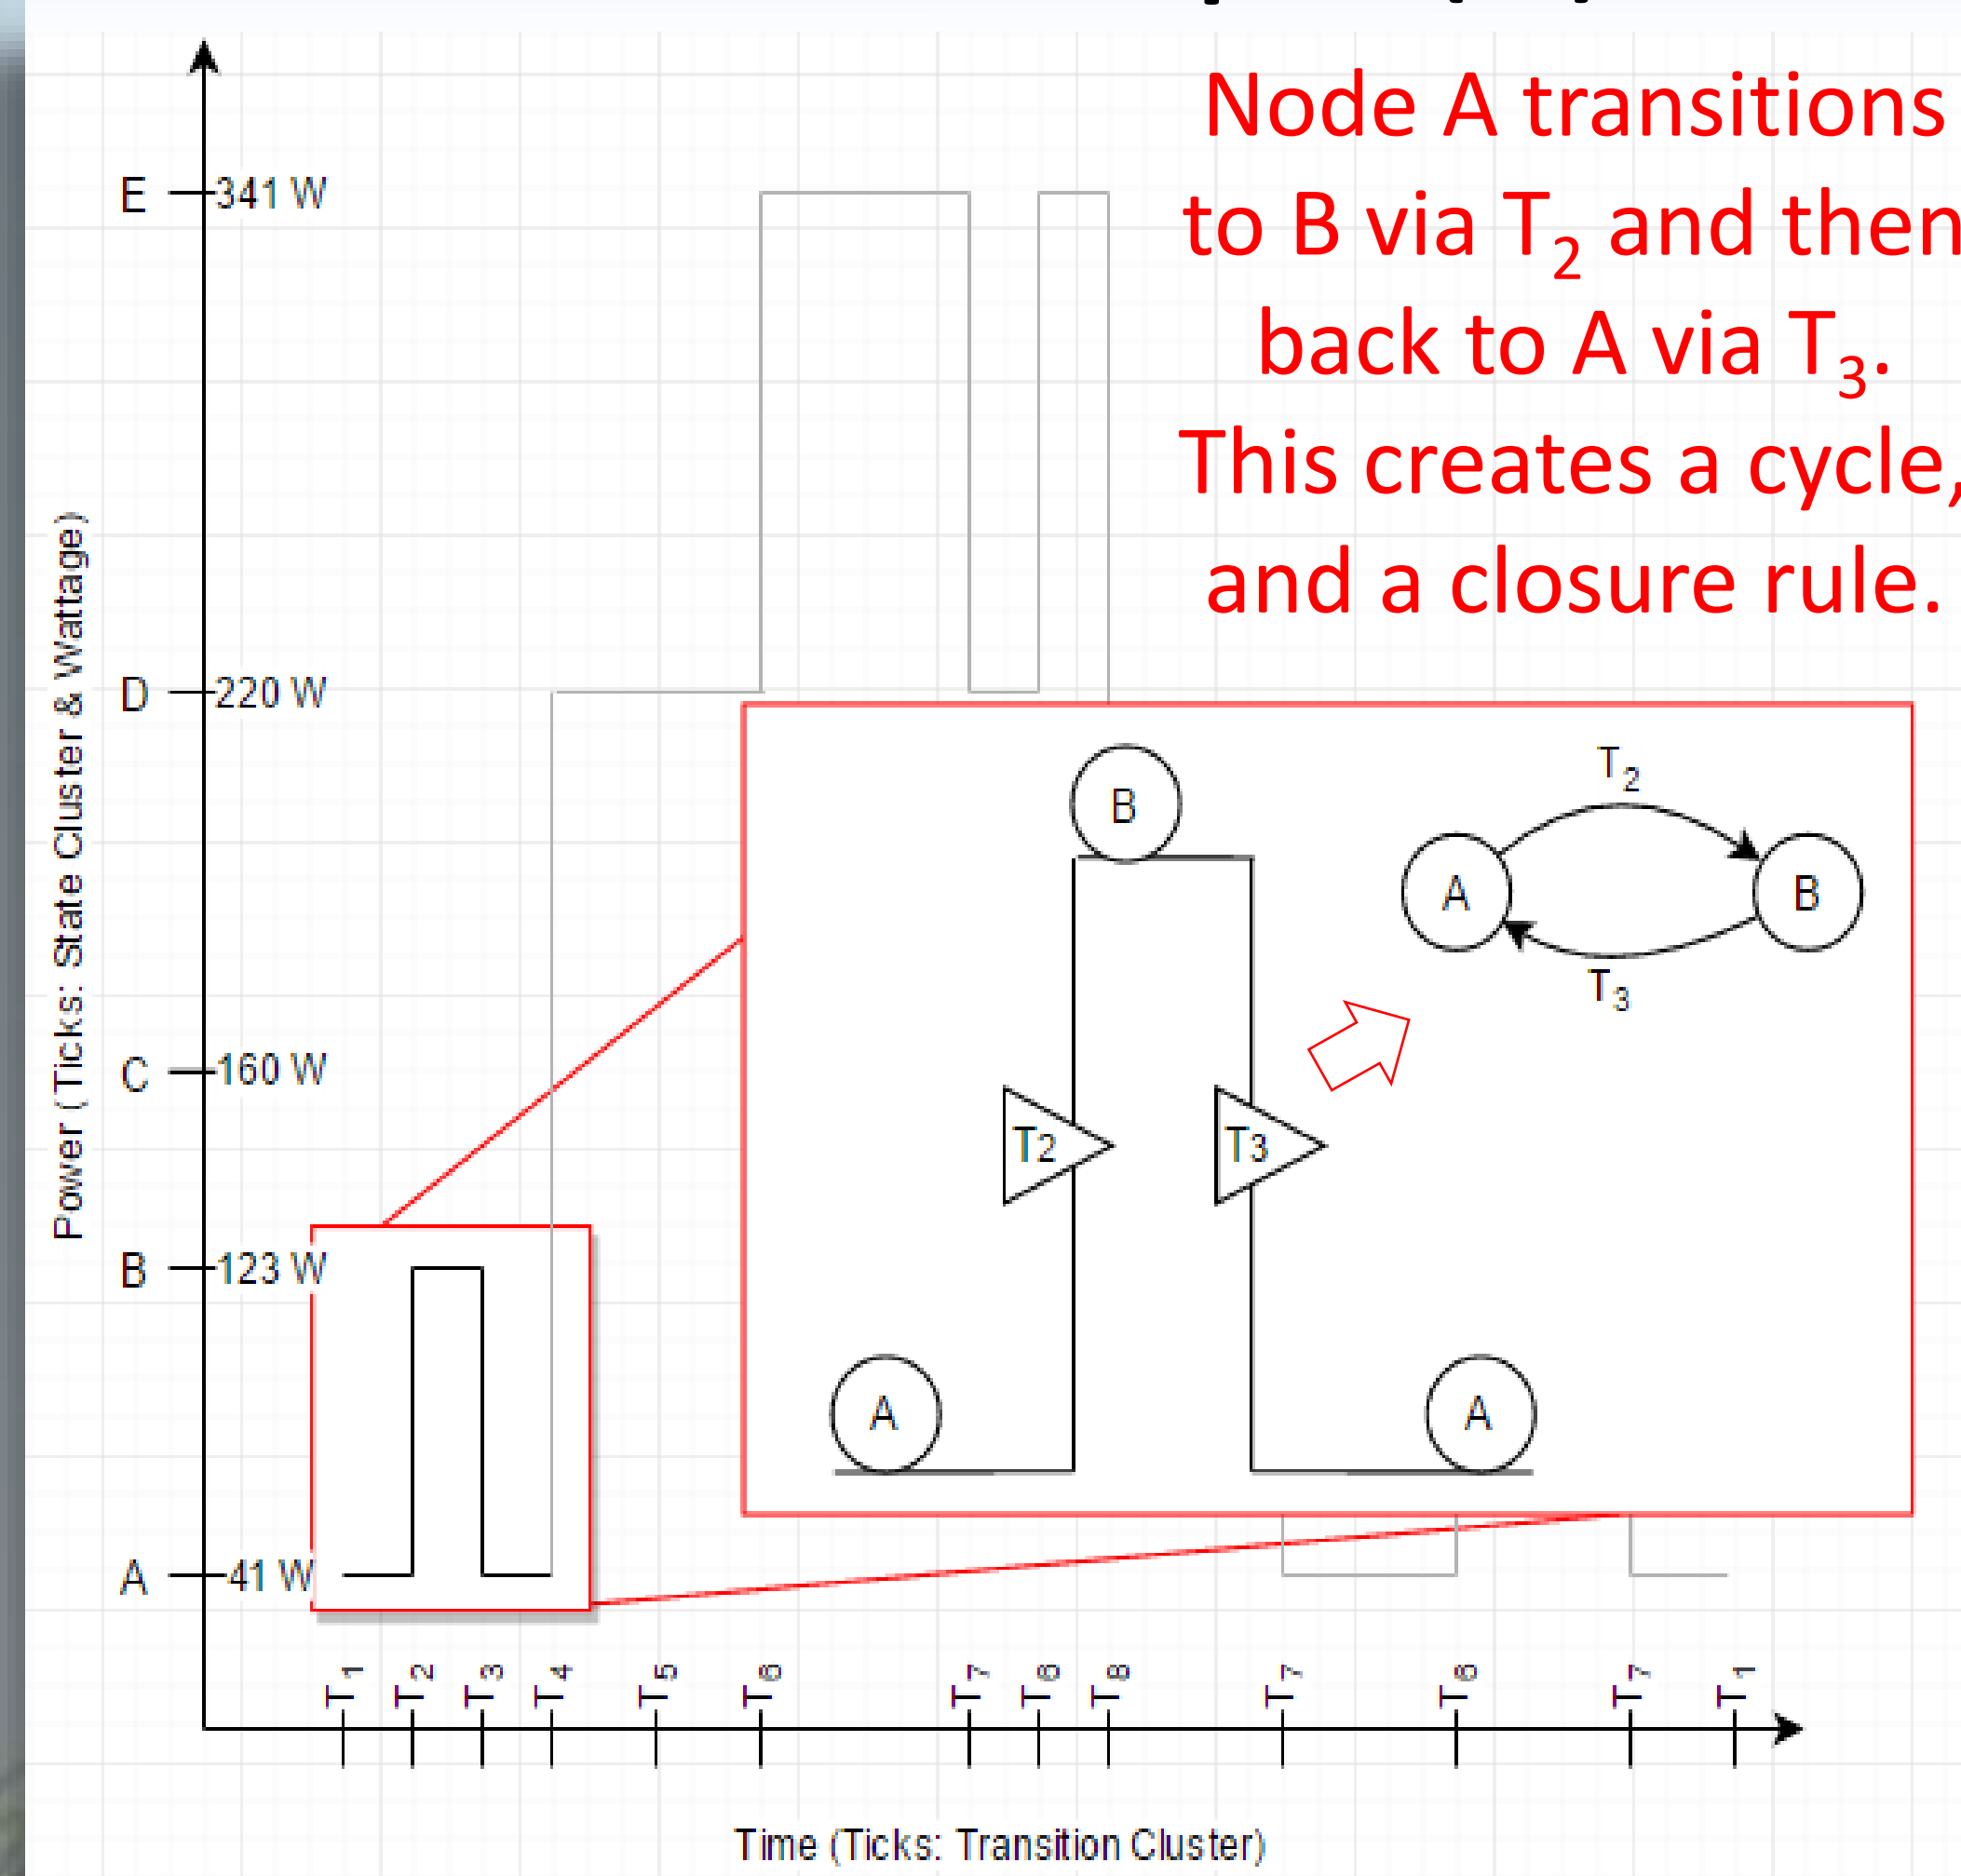 Node A transitions
to B via T2 and then
back to A via T3.
This creates a cycle,
and a closure rule.
Power (Ticks: State Cluster & Wattage)
E 341 W
D 220 W
C 160 W
B 123 W
A 41 W
B
T2
A
B
T3
T2
T3
A
A
T1 T2 T3 T4 T5 T6 T7 T6 T8 T7 T6 T7 T1
Time (Ticks: Transition Cluster)